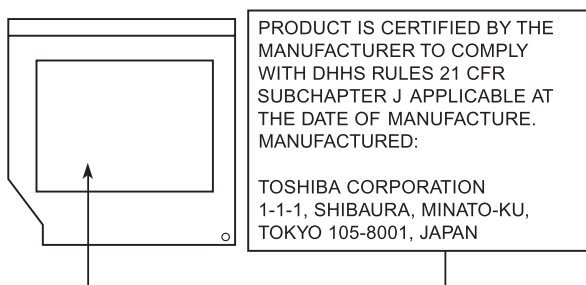 PRODUCT IS CERTIFIED BY THE
MANUFACTURER TO COMPLY
WITH DHHS RULES 21 CFR
SUBCHAPTER J APPLICABLE AT
THE DATE OF MANUFACTURE.
MANUFACTURED:
TOSHIBA CORPORATION
1-1-1, SHIBAURA, MINATO-KU,
TOKYO 105-8001, JAPAN